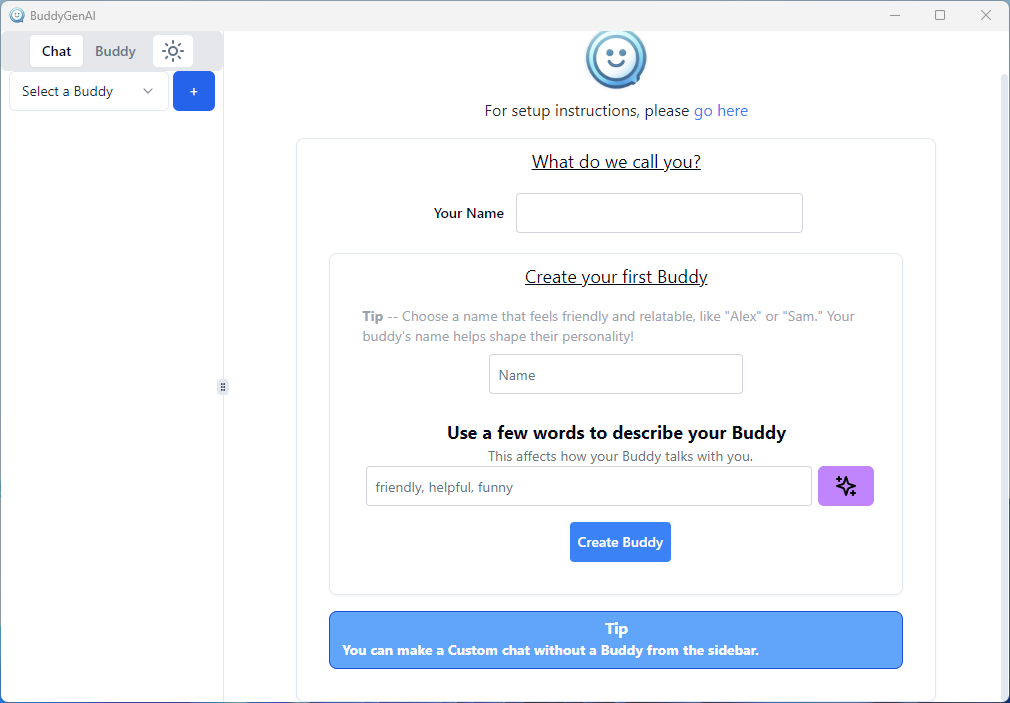 BuddyGenAI
Chat Buddy
Select a Buddy +
For setup instructions, please go here
What do we call you?
Your Name
Create your first Buddy
Tip -- Choose a name that feels friendly and relatable, like "Alex" or "Sam." Your
buddy's name helps shape their personality!
Name
Use a few words to describe your Buddy
This affects how your Buddy talks with you.
friendly, helpful, funny
Create Buddy
Tip
You can make a Custom chat without a Buddy from the sidebar.